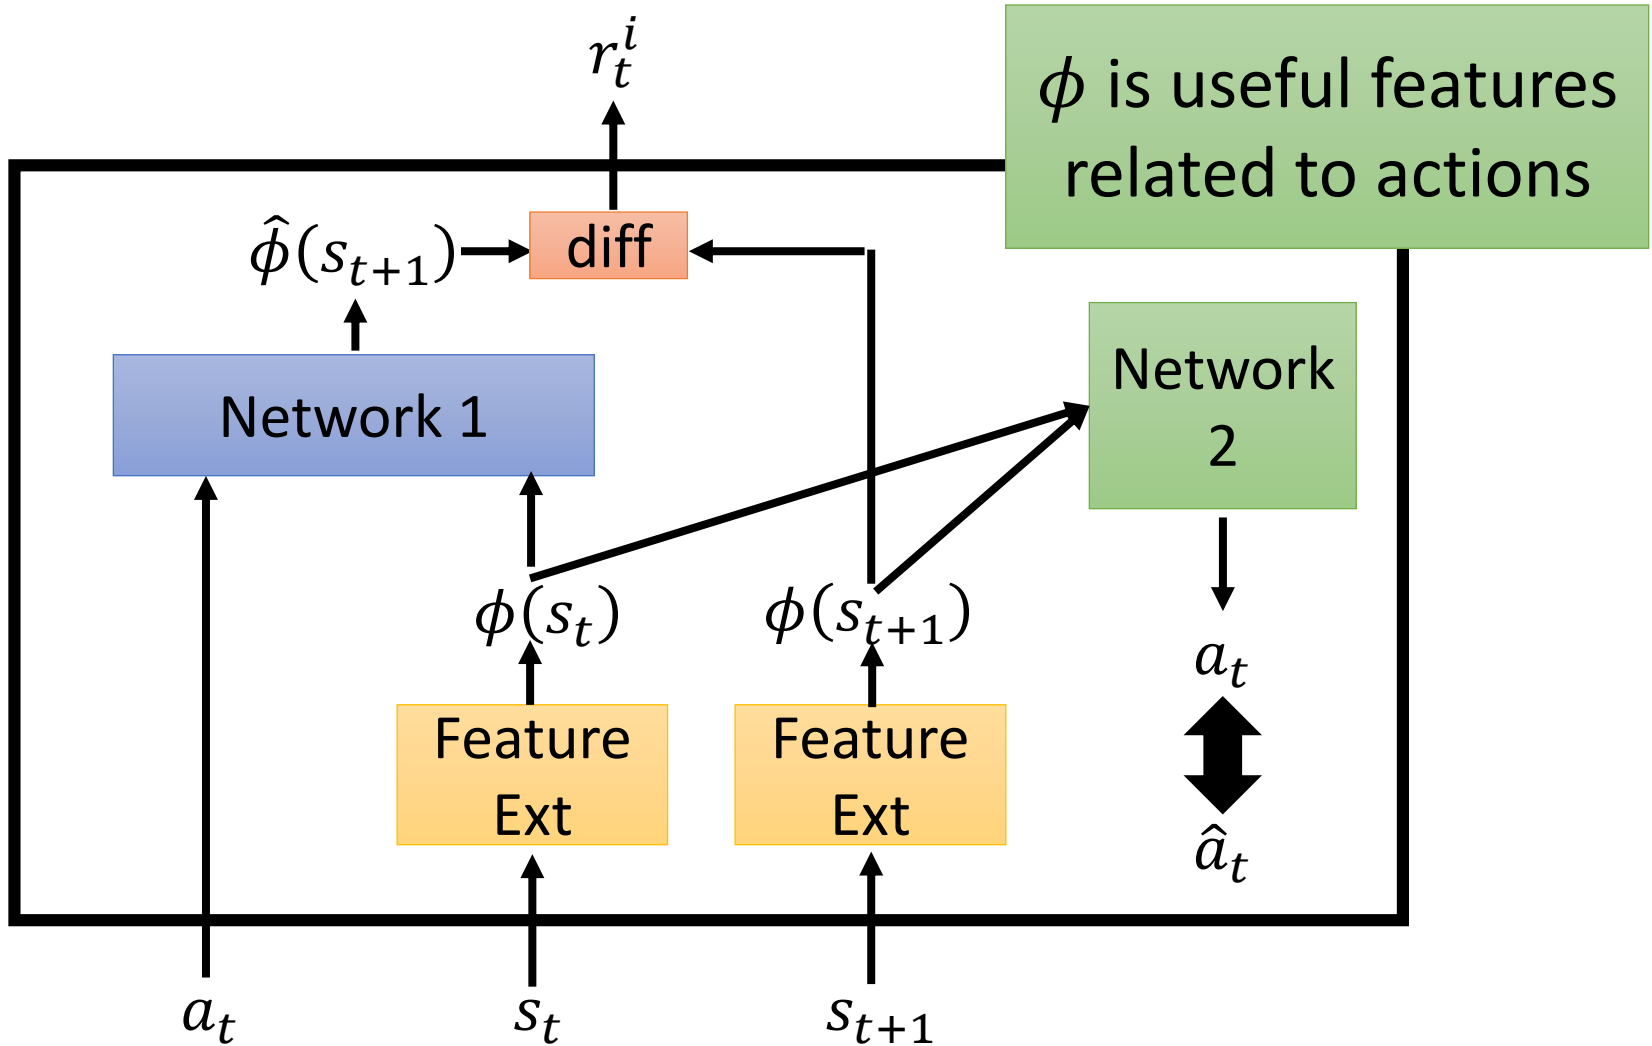 r_t^i
ϕ is useful features
related to actions
ϕ̂(s_{t+1})
diff
Network 1
Network
2
ϕ(s_t)
ϕ(s_{t+1})
a_t
Feature
Ext
Feature
Ext
â_t
a_t
s_t
s_{t+1}